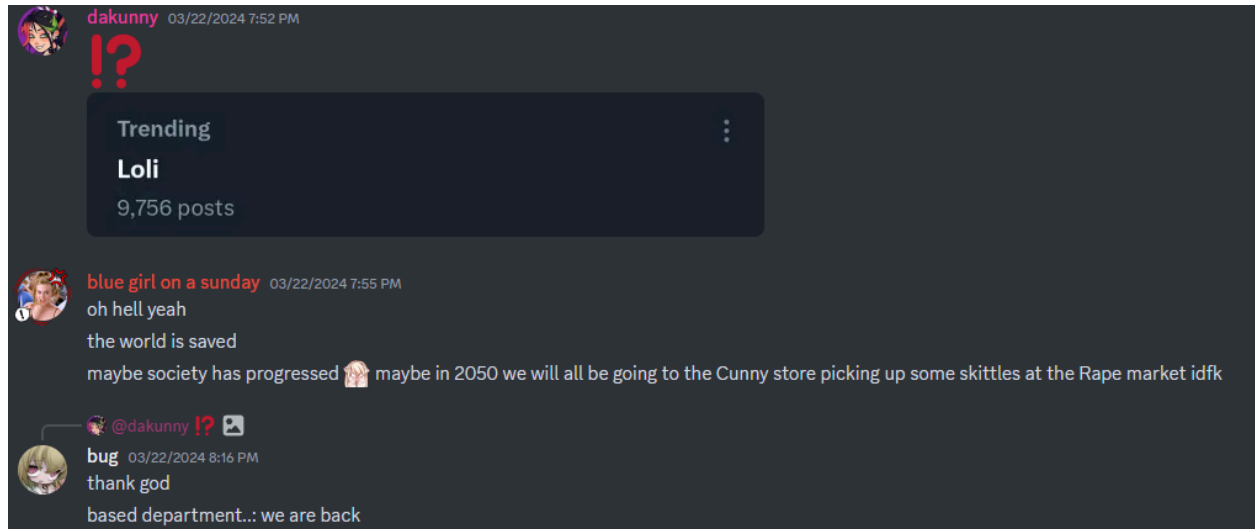 dakunny 03/22/2024 7:52 PM
⁉️
Trending
Loli
9,756 posts
blue girl on a sunday 03/22/2024 7:55 PM
oh hell yeah
the world is saved
maybe society has progressed maybe in 2050 we will all be going to the Cunny store picking up some skittles at the Rape market idfk
@dakunny ⁉️
bug 03/22/2024 8:16 PM
thank god
based department..: we are back